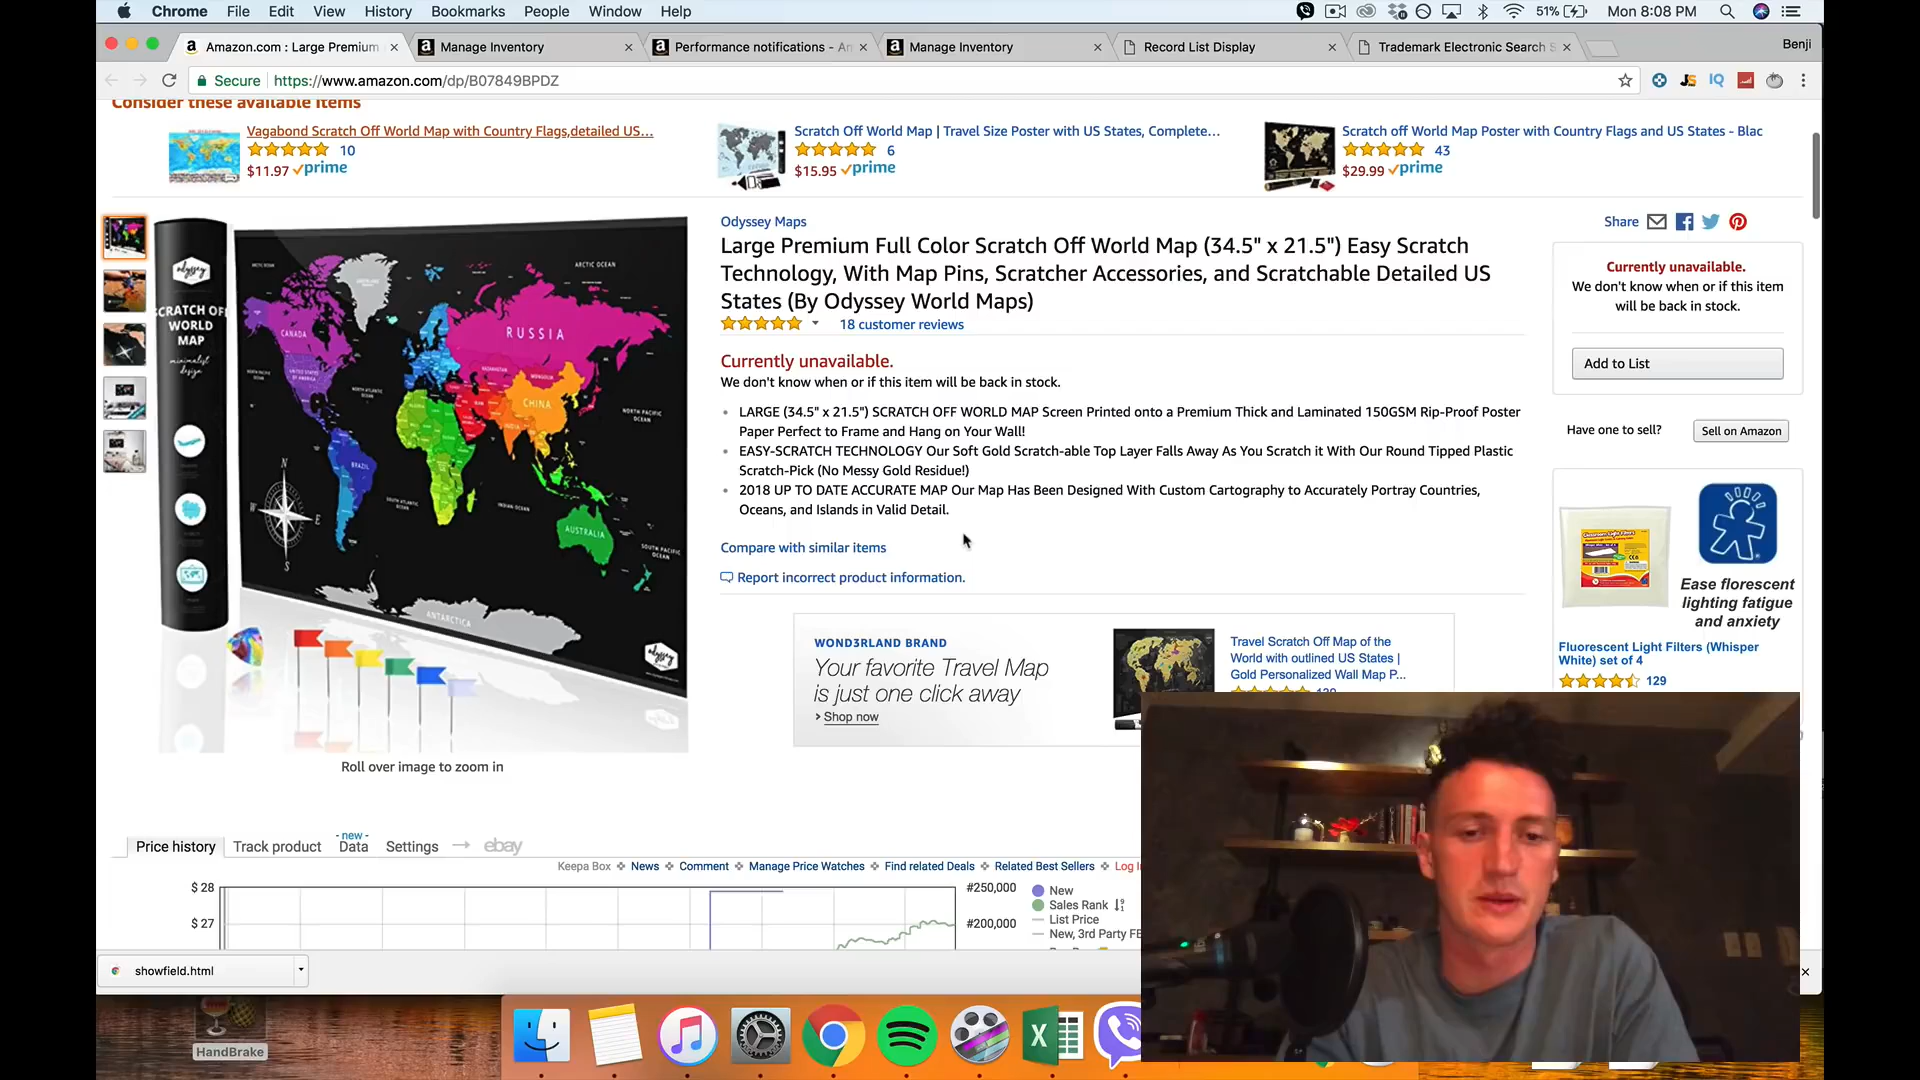 Chrome File Edit View History Bookmarks People Window Help
51% Mon 8:08 PM
Amazon.com : Large Premium
Manage Inventory
Performance notifications - Am
Manage Inventory
Record List Display
Trademark Electronic Search S
Benji
Secure https://www.amazon.com/dp/B07849BPDZ
Consider these available items
Vagabond Scratch Off World Map with Country Flags,detailed US...
10
$11.97 prime
Scratch Off World Map | Travel Size Poster with US States, Complete...
6
$15.95 prime
Scratch off World Map Poster with Country Flags and US States - Blac
43
$29.99 prime
odyssey
SCRATCH OFF
WORLD
MAP
minimalist
design
ARCTIC OCEAN
CANADA
RUSSIA
CHINA
INDIA
BRAZIL
AUSTRALIA
ANTARCTICA
INDIAN OCEAN
N
W
E
S
odyssey
Roll over image to zoom in
Odyssey Maps
Large Premium Full Color Scratch Off World Map (34.5" x 21.5") Easy Scratch
Technology, With Map Pins, Scratcher Accessories, and Scratchable Detailed US
States (By Odyssey World Maps)
18 customer reviews
Currently unavailable.
We don't know when or if this item will be back in stock.
• LARGE (34.5" x 21.5") SCRATCH OFF WORLD MAP Screen Printed onto a Premium Thick and Laminated 150GSM Rip-Proof Poster
Paper Perfect to Frame and Hang on Your Wall!
• EASY-SCRATCH TECHNOLOGY Our Soft Gold Scratch-able Top Layer Falls Away As You Scratch it With Our Round Tipped Plastic
Scratch-Pick (No Messy Gold Residue!)
• 2018 UP TO DATE ACCURATE MAP Our Map Has Been Designed With Custom Cartography to Accurately Portray Countries,
Oceans, and Islands in Valid Detail.
Compare with similar items
Report incorrect product information.
WOND3RLAND BRAND
Your favorite Travel Map
is just one click away
› Shop now
Travel Scratch Off Map of the
World with outlined US States |
Gold Personalized Wall Map P...
Share
Currently unavailable.
We don't know when or if this item
will be back in stock.
Add to List
Have one to sell?
Sell on Amazon
Ease florescent
lighting fatigue
and anxiety
Fluorescent Light Filters (Whisper
White) set of 4
129
Price history
Track product
- new -
Data
Settings
ebay
Keepa Box News Comment Manage Price Watches Find related Deals Related Best Sellers Log I
$ 28
$ 27
#250,000
#200,000
New
Sales Rank
List Price
New, 3rd Party FB
showfield.html
HandBrake